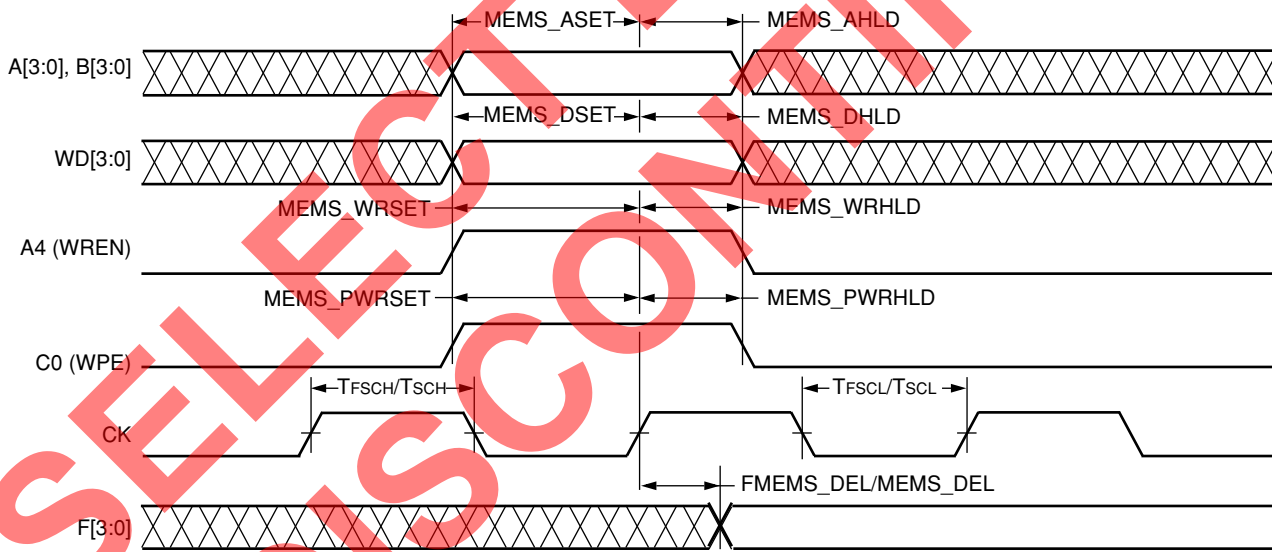 MEMS_ASET MEMS_AHLD
A[3:0], B[3:0]
MEMS_DSET MEMS_DHLD
WD[3:0]
MEMS_WRSET MEMS_WRHLD
A4 (WREN)
MEMS_PWRSET MEMS_PWRHLD
C0 (WPE)
TFSCH/TSCH TFSCL/TSCL
CK
FMEMS_DEL/MEMS_DEL
F[3:0]
SELECT
DISCONTI